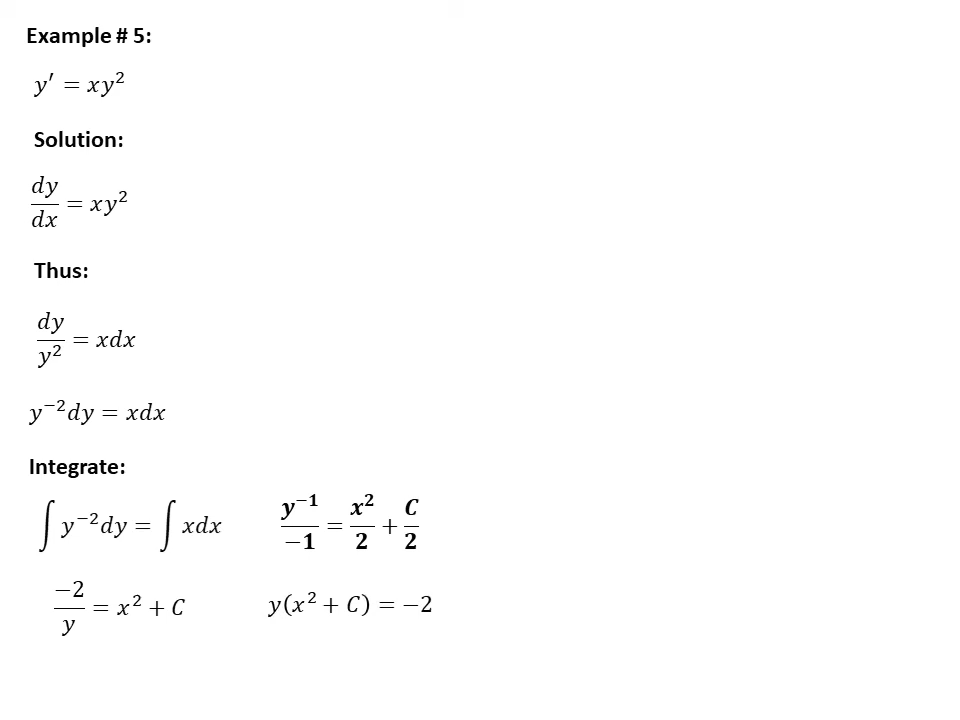 Example # 5:
y′ = xy²
Solution:
dy/dx = xy²
Thus:
dy/y² = xdx
y⁻²dy = xdx
Integrate:
∫ y⁻²dy = ∫ xdx    y⁻¹/−1 = x²/2 + C/2
−2/y = x² + C    y(x² + C) = −2